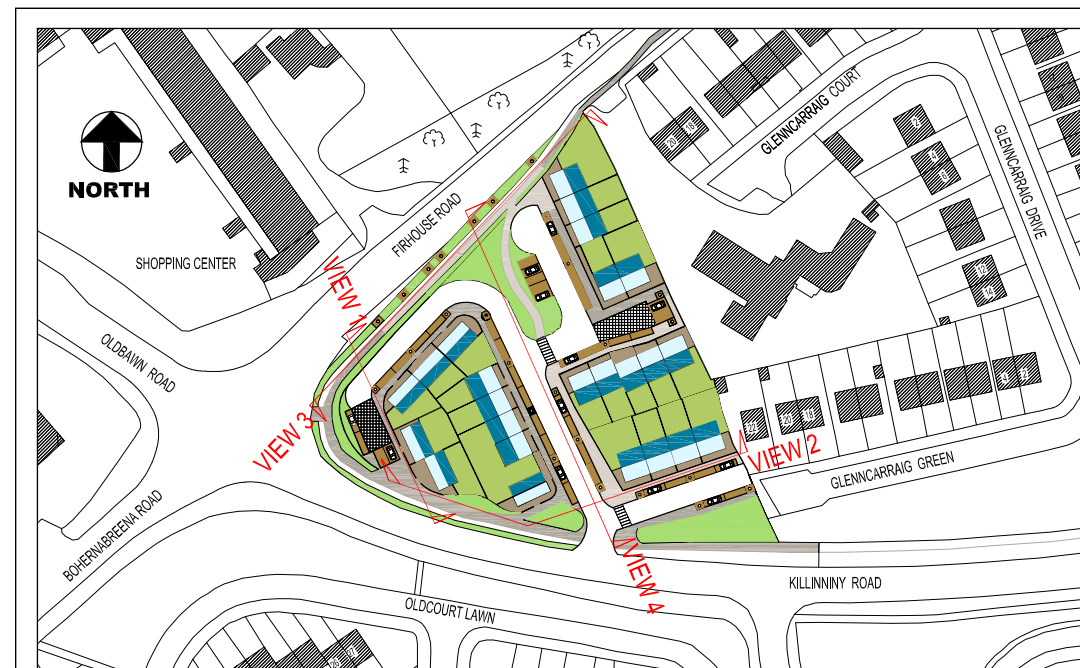 NORTH
SHOPPING CENTER
FIRHOUSE ROAD
GLENNCARRAIG COURT
GLENNCARRAIG DRIVE
VIEW 1
OLDBAWN ROAD
VIEW 3
VIEW 2
GLENNCARRAIG GREEN
BOHERNABREENA ROAD
VIEW 4
KILLINNIY ROAD
OLDCOURT LAWN